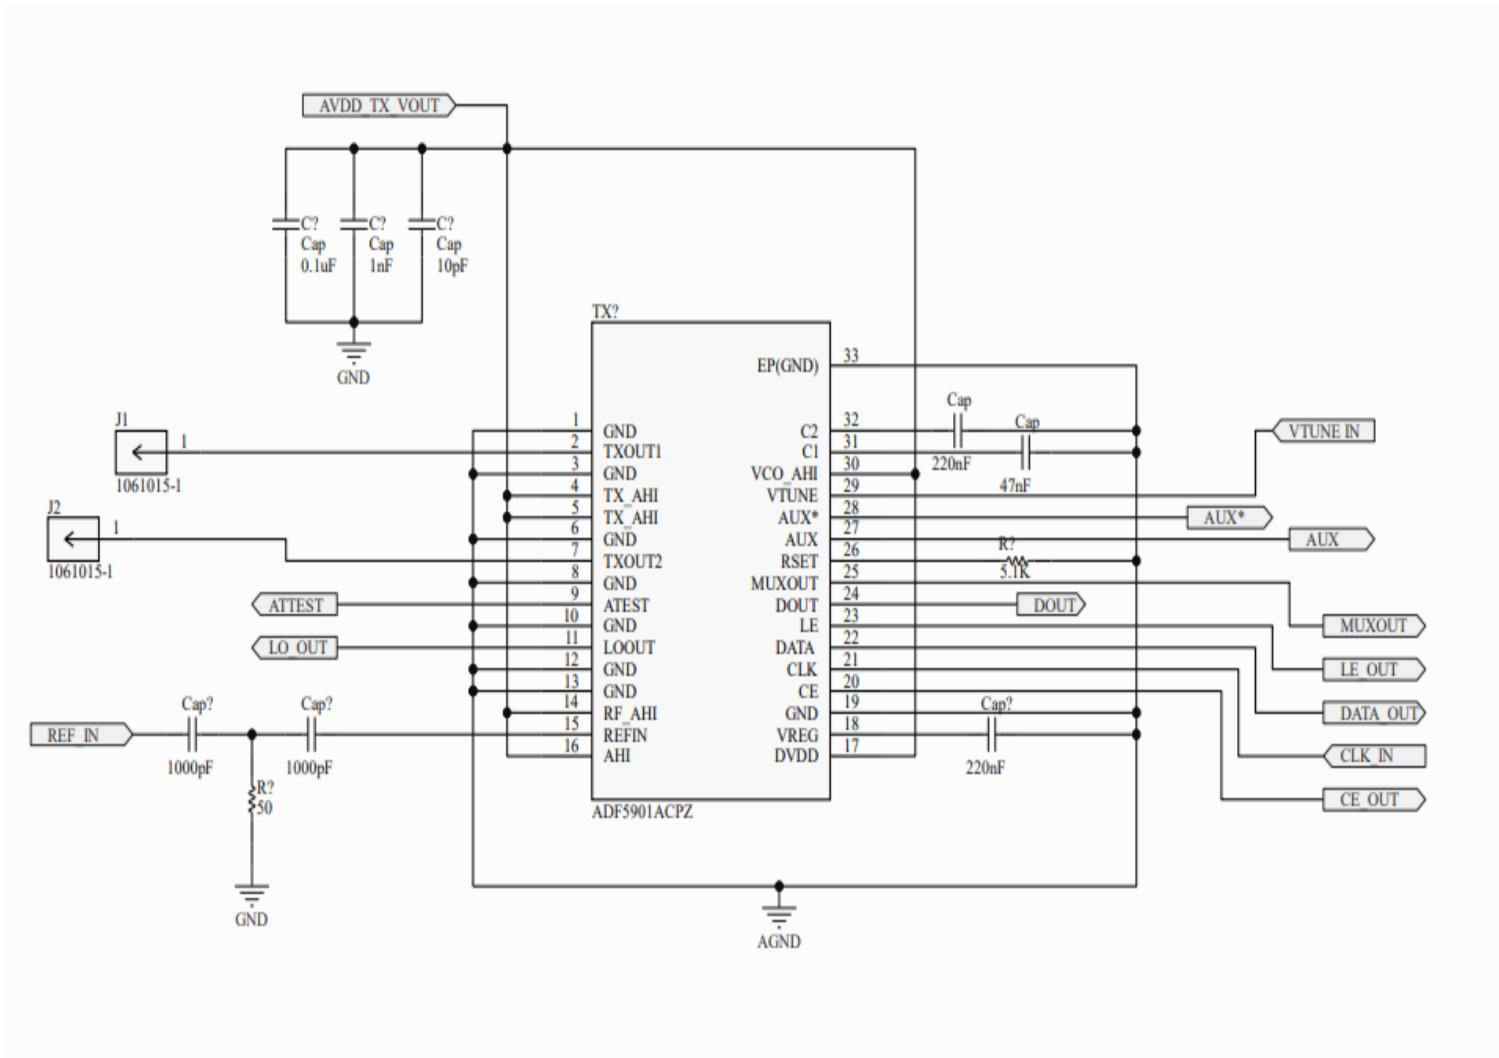 AVDD_TX_VOUT
C?
Cap
0.1uF
C?
Cap
1nF
C?
Cap
10pF
GND
TX?
J1
1
1061015-1
J2
1
1061015-1
ATTEST
LO_OUT
REF_IN
Cap?
1000pF
Cap?
1000pF
R?
50
GND
1 GND
2 TXOUT1
3 GND
4 TX_AHI
5 TX_AHI
6 GND
7 TXOUT2
8 GND
9 ATEST
10 GND
11 LOOUT
12 GND
13 GND
14 RF_AHI
15 REFIN
16 AHI
EP(GND) 33
C2 32
C1 31
VCO_AHI 30
VTUNE 29
AUX* 28
AUX 27
RSET 26
MUXOUT 25
DOUT 24
LE 23
DATA 22
CLK 21
CE 20
GND 19
VREG 18
DVDD 17
ADF5901ACPZ
Cap
220nF
Cap
47nF
R?
5.1K
Cap?
220nF
VTUNE IN
AUX*
AUX
DOUT
MUXOUT
LE_OUT
DATA_OUT
CLK_IN
CE_OUT
AGND